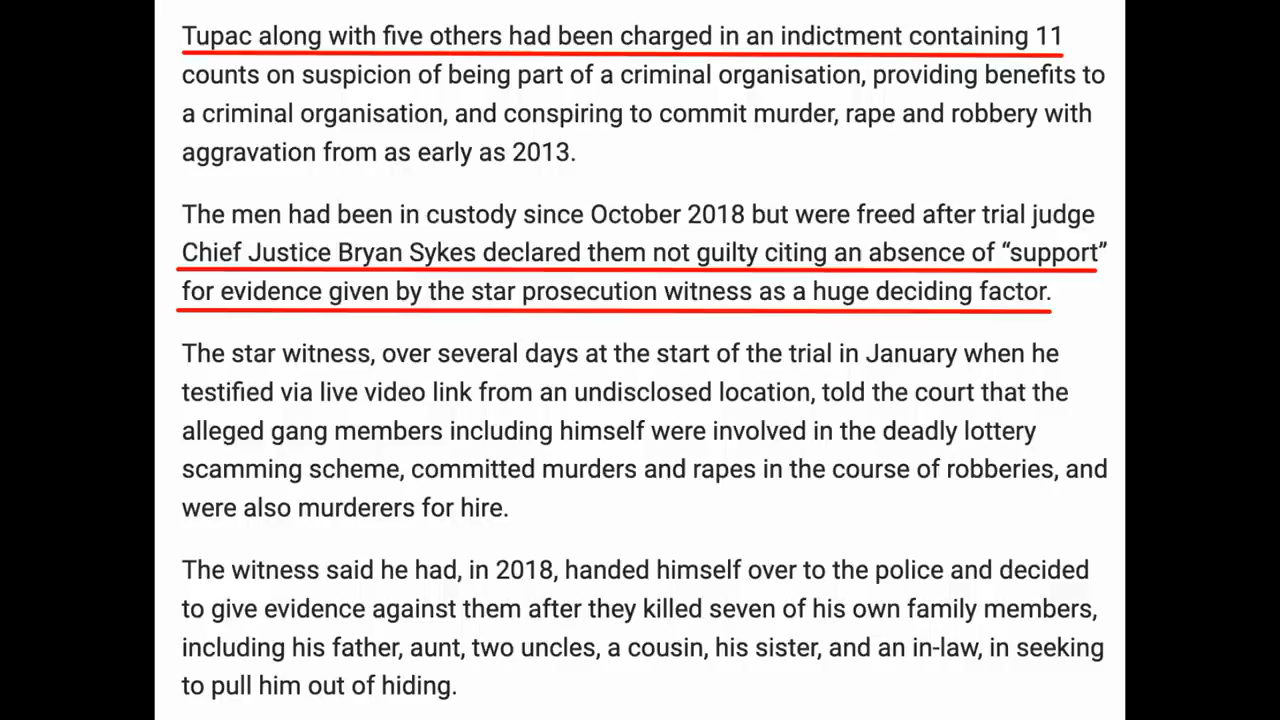 Tupac along with five others had been charged in an indictment containing 11
counts on suspicion of being part of a criminal organisation, providing benefits to
a criminal organisation, and conspiring to commit murder, rape and robbery with
aggravation from as early as 2013.
The men had been in custody since October 2018 but were freed after trial judge
Chief Justice Bryan Sykes declared them not guilty citing an absence of “support”
for evidence given by the star prosecution witness as a huge deciding factor.
The star witness, over several days at the start of the trial in January when he
testified via live video link from an undisclosed location, told the court that the
alleged gang members including himself were involved in the deadly lottery
scamming scheme, committed murders and rapes in the course of robberies, and
were also murderers for hire.
The witness said he had, in 2018, handed himself over to the police and decided
to give evidence against them after they killed seven of his own family members,
including his father, aunt, two uncles, a cousin, his sister, and an in-law, in seeking
to pull him out of hiding.